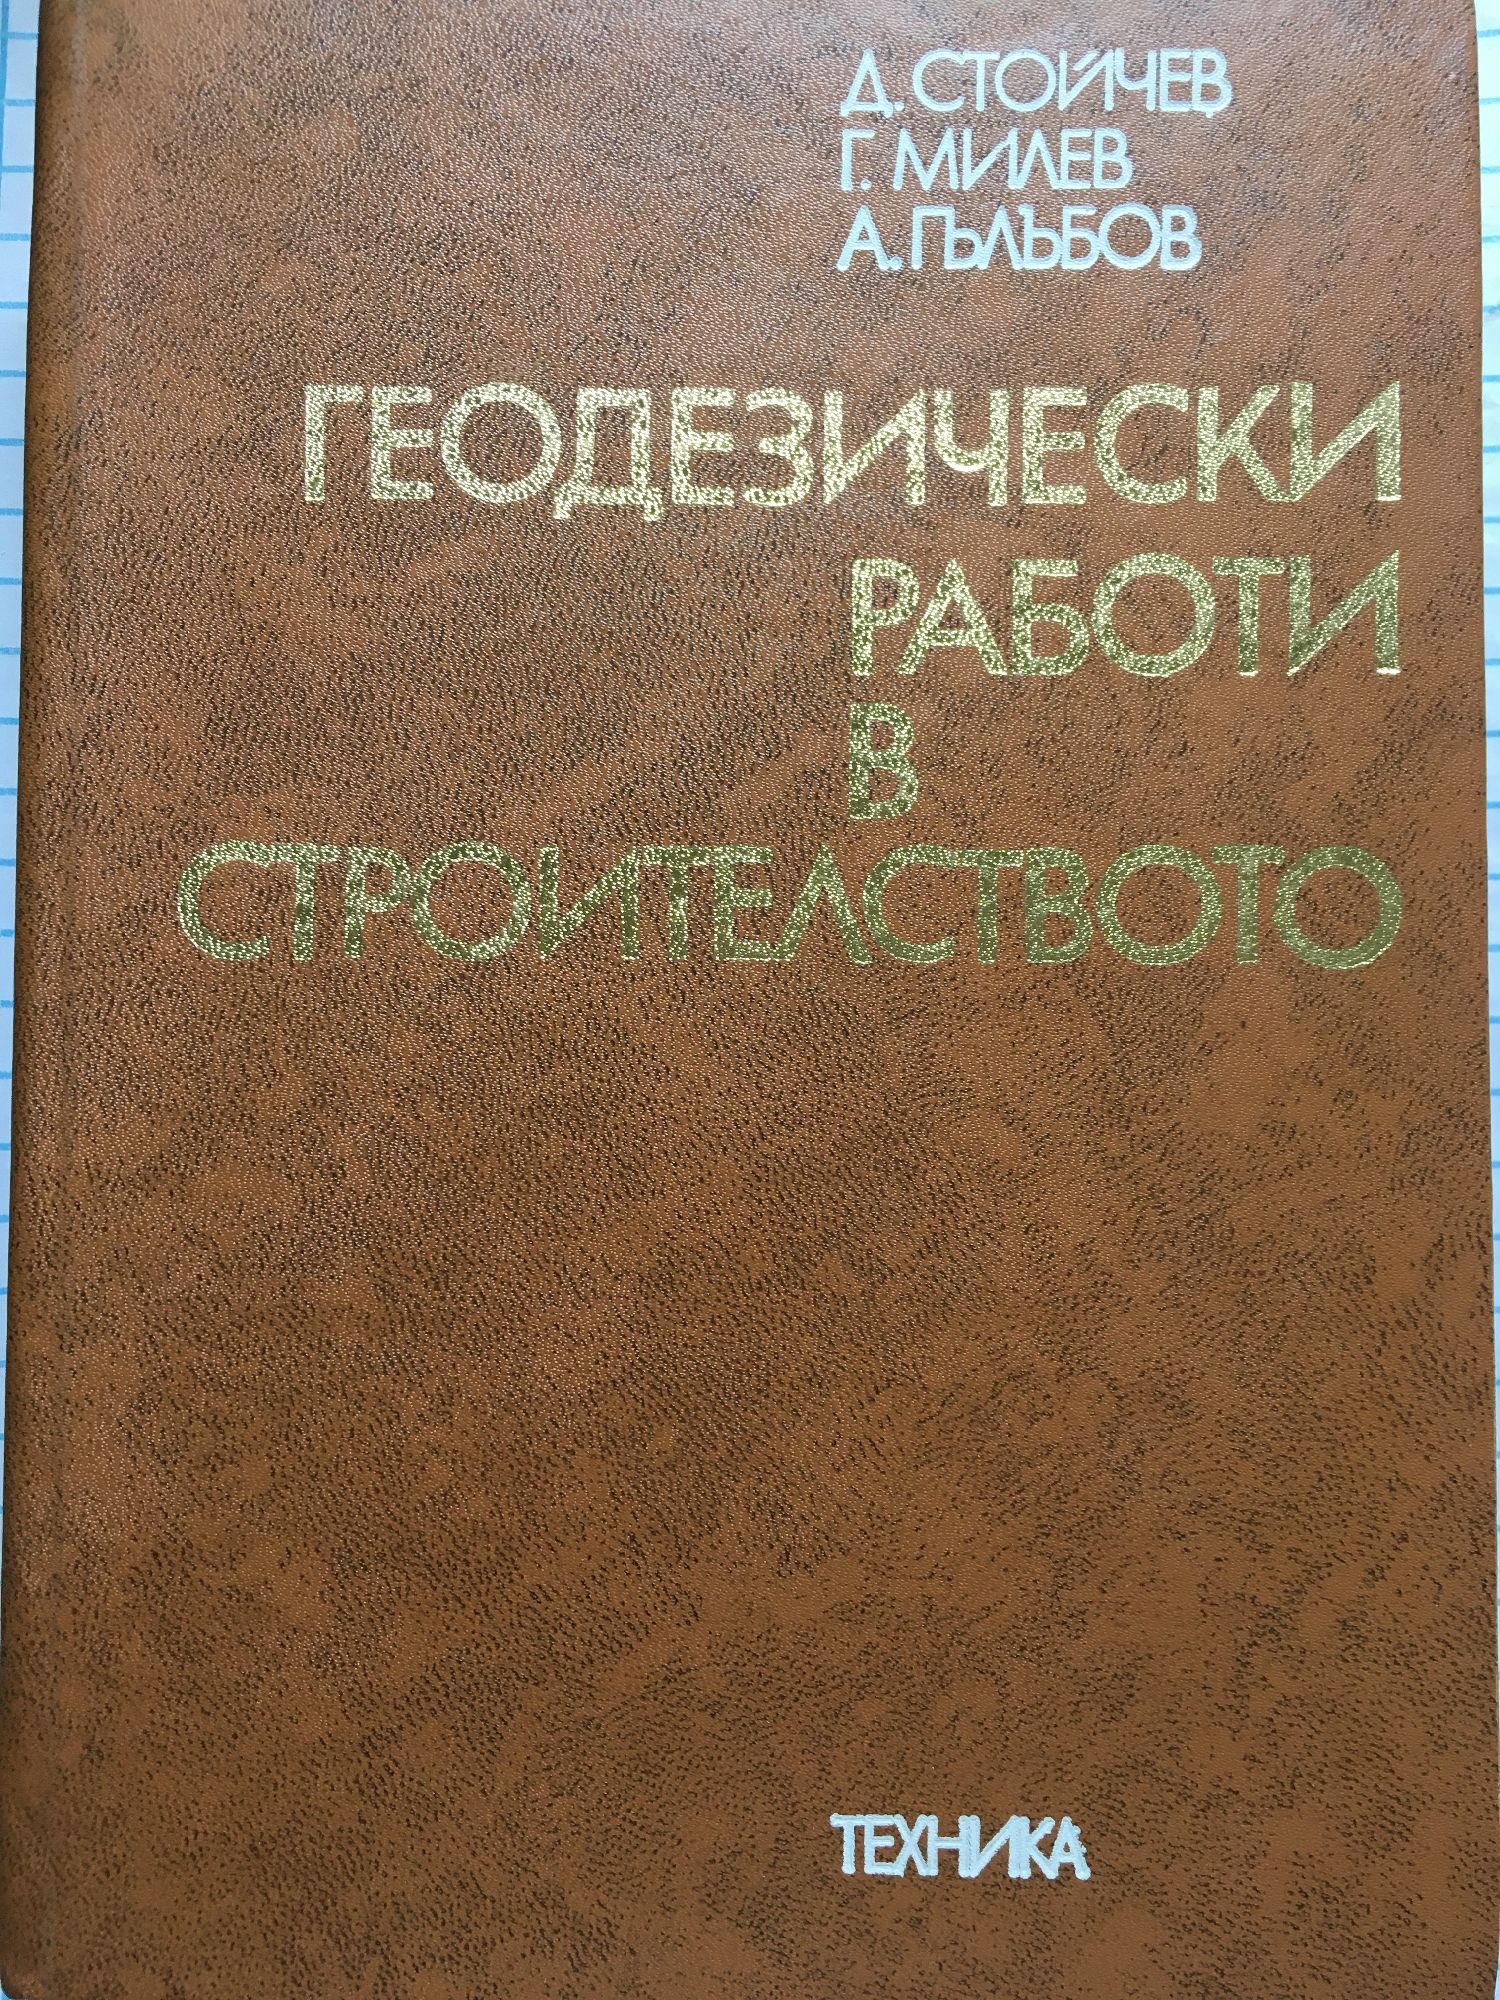 Д. СТОЙЧЕВ
Г. МИЛЕВ
А. ГЪЛЪБОВ
ГЕОДЕЗИЧЕСКИ
РАБОТИ
В
СТРОИТЕЛСТВОТО
ТЕХНИКА